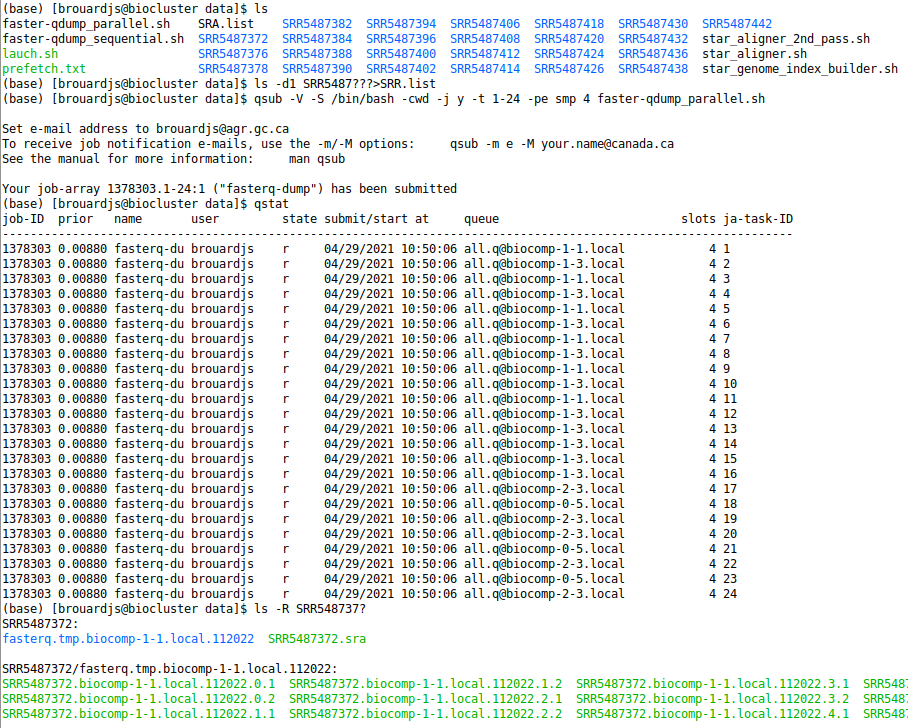 (base) [brouardjs@biocluster data]$ ls
faster-qdump_parallel.sh SRA.list SRR5487382 SRR5487394 SRR5487406 SRR5487418 SRR5487430 SRR5487442
faster-qdump_sequential.sh SRR5487372 SRR5487384 SRR5487396 SRR5487408 SRR5487420 SRR5487432 star_aligner_2nd_pass.sh
lauch.sh SRR5487376 SRR5487388 SRR5487400 SRR5487412 SRR5487424 SRR5487436 star_aligner.sh
prefetch.txt SRR5487378 SRR5487390 SRR5487402 SRR5487414 SRR5487426 SRR5487438 star_genome_index_builder.sh
(base) [brouardjs@biocluster data]$ ls -d1 SRR5487???>SRR.list
(base) [brouardjs@biocluster data]$ qsub -V -S /bin/bash -cwd -j y -t 1-24 -pe smp 4 faster-qdump_parallel.sh
Set e-mail address to brouardjs@agr.gc.ca
To receive job notification e-mails, use the -m/-M options: qsub -m e -M your.name@canada.ca
See the manual for more information: man qsub
Your job-array 1378303.1-24:1 ("fasterq-dump") has been submitted
(base) [brouardjs@biocluster data]$ qstat
job-ID prior name user state submit/start at queue slots ja-task-ID
-----------------------------------------------------------------------------------------------------------------
1378303 0.00880 fasterq-du brouardjs r 04/29/2021 10:50:06 all.q@biocomp-1-1.local 4 1
1378303 0.00880 fasterq-du brouardjs r 04/29/2021 10:50:06 all.q@biocomp-1-3.local 4 2
1378303 0.00880 fasterq-du brouardjs r 04/29/2021 10:50:06 all.q@biocomp-1-1.local 4 3
1378303 0.00880 fasterq-du brouardjs r 04/29/2021 10:50:06 all.q@biocomp-1-3.local 4 4
1378303 0.00880 fasterq-du brouardjs r 04/29/2021 10:50:06 all.q@biocomp-1-1.local 4 5
1378303 0.00880 fasterq-du brouardjs r 04/29/2021 10:50:06 all.q@biocomp-1-3.local 4 6
1378303 0.00880 fasterq-du brouardjs r 04/29/2021 10:50:06 all.q@biocomp-1-1.local 4 7
1378303 0.00880 fasterq-du brouardjs r 04/29/2021 10:50:06 all.q@biocomp-1-3.local 4 8
1378303 0.00880 fasterq-du brouardjs r 04/29/2021 10:50:06 all.q@biocomp-1-1.local 4 9
1378303 0.00880 fasterq-du brouardjs r 04/29/2021 10:50:06 all.q@biocomp-1-3.local 4 10
1378303 0.00880 fasterq-du brouardjs r 04/29/2021 10:50:06 all.q@biocomp-1-1.local 4 11
1378303 0.00880 fasterq-du brouardjs r 04/29/2021 10:50:06 all.q@biocomp-1-3.local 4 12
1378303 0.00880 fasterq-du brouardjs r 04/29/2021 10:50:06 all.q@biocomp-1-3.local 4 13
1378303 0.00880 fasterq-du brouardjs r 04/29/2021 10:50:06 all.q@biocomp-1-3.local 4 14
1378303 0.00880 fasterq-du brouardjs r 04/29/2021 10:50:06 all.q@biocomp-1-3.local 4 15
1378303 0.00880 fasterq-du brouardjs r 04/29/2021 10:50:06 all.q@biocomp-1-3.local 4 16
1378303 0.00880 fasterq-du brouardjs r 04/29/2021 10:50:06 all.q@biocomp-2-3.local 4 17
1378303 0.00880 fasterq-du brouardjs r 04/29/2021 10:50:06 all.q@biocomp-0-5.local 4 18
1378303 0.00880 fasterq-du brouardjs r 04/29/2021 10:50:06 all.q@biocomp-2-3.local 4 19
1378303 0.00880 fasterq-du brouardjs r 04/29/2021 10:50:06 all.q@biocomp-2-3.local 4 20
1378303 0.00880 fasterq-du brouardjs r 04/29/2021 10:50:06 all.q@biocomp-0-5.local 4 21
1378303 0.00880 fasterq-du brouardjs r 04/29/2021 10:50:06 all.q@biocomp-2-3.local 4 22
1378303 0.00880 fasterq-du brouardjs r 04/29/2021 10:50:06 all.q@biocomp-0-5.local 4 23
1378303 0.00880 fasterq-du brouardjs r 04/29/2021 10:50:06 all.q@biocomp-2-3.local 4 24
(base) [brouardjs@biocluster data]$ ls -R SRR548737?
SRR5487372:
fasterq.tmp.biocomp-1-1.local.112022 SRR5487372.sra
SRR5487372/fasterq.tmp.biocomp-1-1.local.112022:
SRR5487372.biocomp-1-1.local.112022.0.1 SRR5487372.biocomp-1-1.local.112022.1.2 SRR5487372.biocomp-1-1.local.112022.3.1 SRR5487
SRR5487372.biocomp-1-1.local.112022.0.2 SRR5487372.biocomp-1-1.local.112022.2.1 SRR5487372.biocomp-1-1.local.112022.3.2 SRR5487
SRR5487372.biocomp-1-1.local.112022.1.1 SRR5487372.biocomp-1-1.local.112022.2.2 SRR5487372.biocomp-1-1.local.112022.4.1 SRR5487